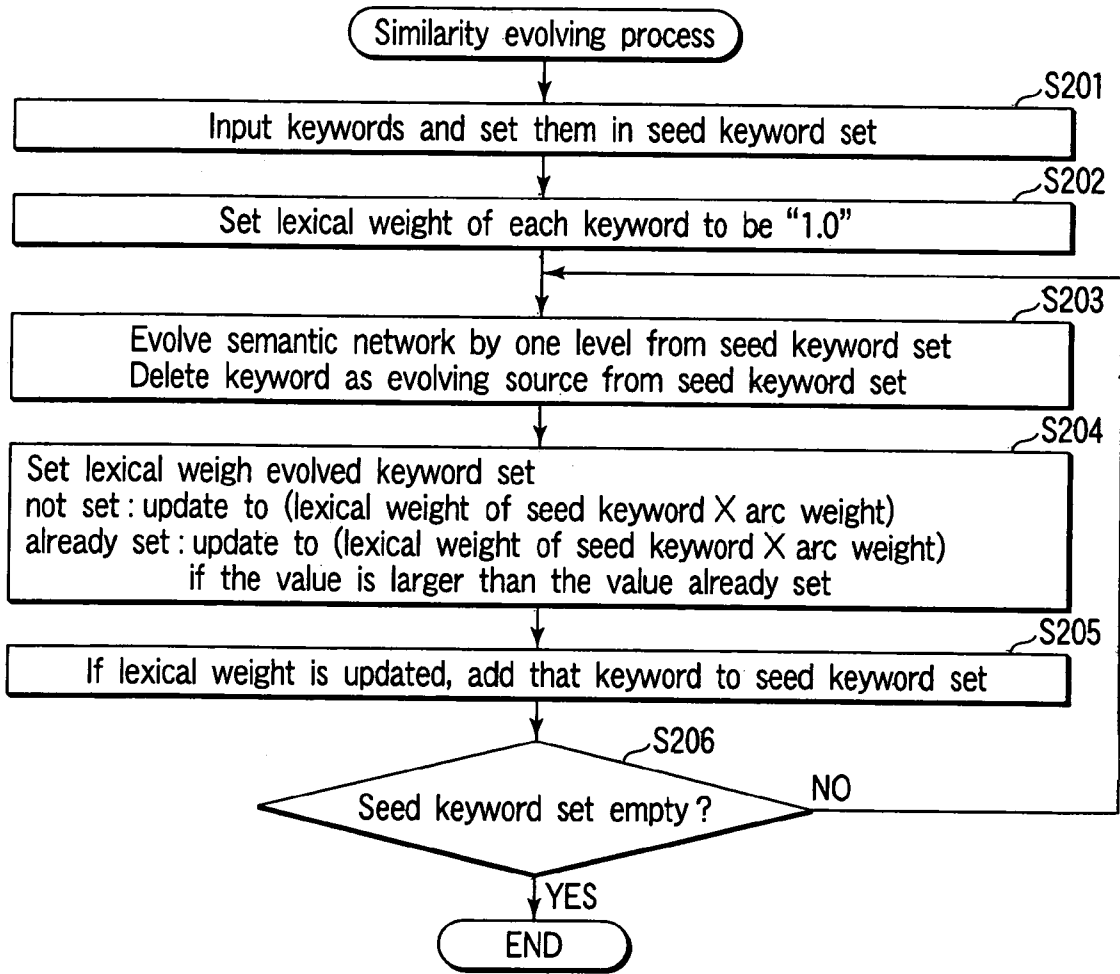 Similarity evolving process
S201
Input keywords and set them in seed keyword set
S202
Set lexical weight of each keyword to be “1.0”
S203
Evolve semantic network by one level from seed keyword set
Delete keyword as evolving source from seed keyword set
S204
Set lexical weigh evolved keyword set
not set : update to (lexical weight of seed keyword X arc weight)
already set : update to (lexical weight of seed keyword X arc weight)
if the value is larger than the value already set
S205
If lexical weight is updated, add that keyword to seed keyword set
S206
Seed keyword set empty ?
NO
YES
END